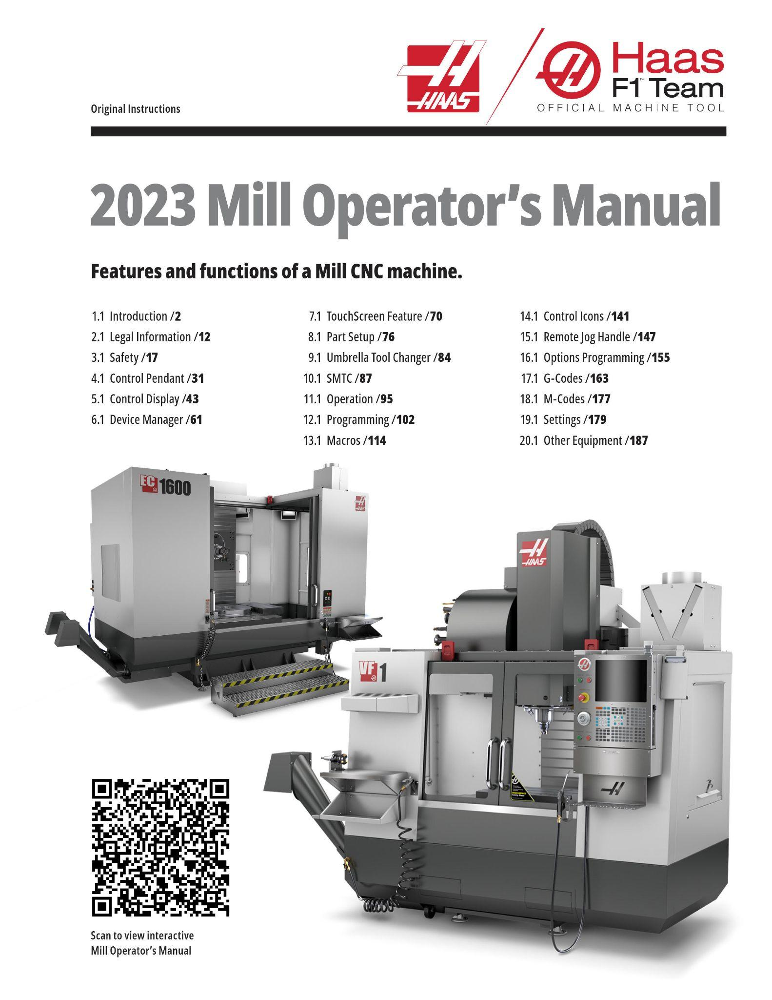 HAAS
Haas
F1™ Team
OFFICIAL MACHINE TOOL
Original Instructions
2023 Mill Operator’s Manual
Features and functions of a Mill CNC machine.
1.1 Introduction /2
2.1 Legal Information /12
3.1 Safety /17
4.1 Control Pendant /31
5.1 Control Display /43
6.1 Device Manager /61
7.1 TouchScreen Feature /70
8.1 Part Setup /76
9.1 Umbrella Tool Changer /84
10.1 SMTC /87
11.1 Operation /95
12.1 Programming /102
13.1 Macros /114
14.1 Control Icons /141
15.1 Remote Jog Handle /147
16.1 Options Programming /155
17.1 G-Codes /163
18.1 M-Codes /177
19.1 Settings /179
20.1 Other Equipment /187
EC 1600
HAAS
HAAS
VF 1
HIGH-IMPACT
Safety Glass
Scan to view interactive
Mill Operator’s Manual